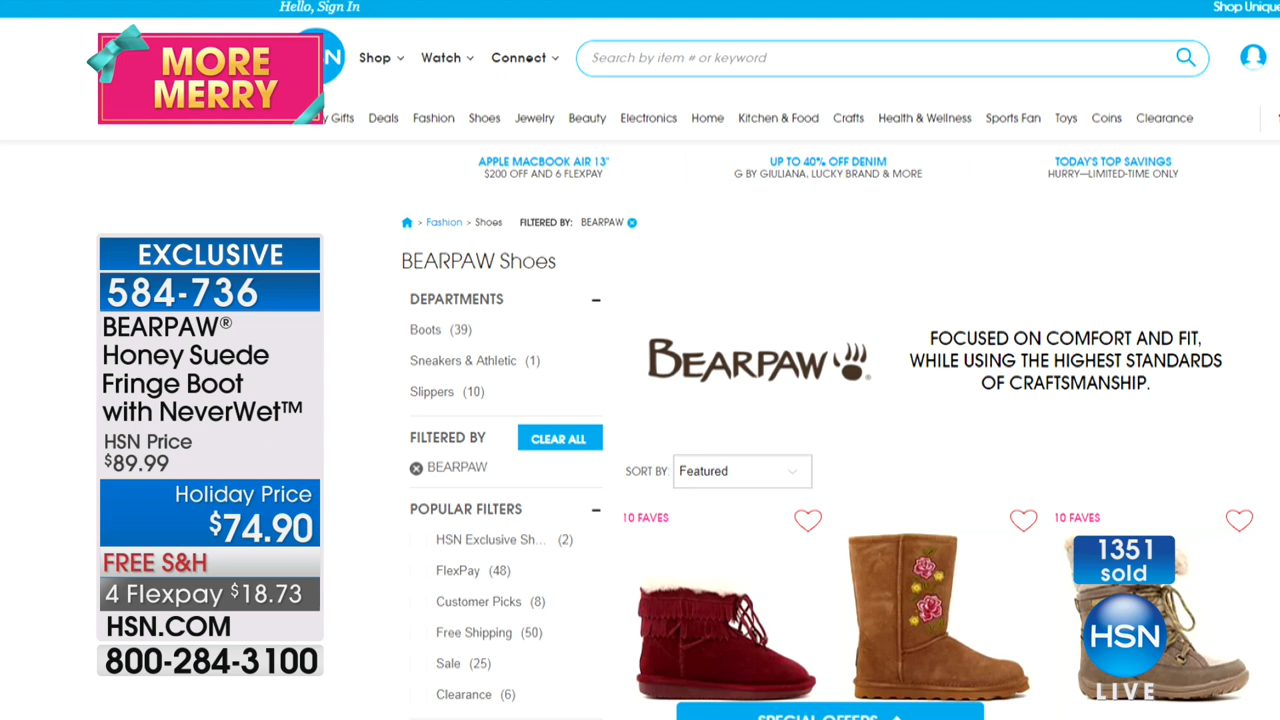 Hello, Sign In
Shop Unique
MORE
MERRY
N
Shop
Watch
Connect
Search by item # or keyword
y Gifts
Deals
Fashion
Shoes
Jewelry
Beauty
Electronics
Home
Kitchen & Food
Crafts
Health & Wellness
Sports Fan
Toys
Coins
Clearance
APPLE MACBOOK AIR 13"
$200 OFF AND 6 FLEXPAY
UP TO 40% OFF DENIM
G BY GIULIANA, LUCKY BRAND & MORE
TODAY'S TOP SAVINGS
HURRY—LIMITED-TIME ONLY
> Fashion > Shoes FILTERED BY: BEARPAW
EXCLUSIVE
584-736
BEARPAW®
Honey Suede
Fringe Boot
with NeverWet™
HSN Price
$89.99
Holiday Price
$74.90
FREE S&H
4 Flexpay $18.73
HSN.COM
800-284-3100
BEARPAW Shoes
DEPARTMENTS
Boots (39)
Sneakers & Athletic (1)
Slippers (10)
FILTERED BY
CLEAR ALL
BEARPAW
POPULAR FILTERS
HSN Exclusive Sh... (2)
FlexPay (48)
Customer Picks (8)
Free Shipping (50)
Sale (25)
Clearance (6)
BEARPAW®
FOCUSED ON COMFORT AND FIT,
WHILE USING THE HIGHEST STANDARDS
OF CRAFTSMANSHIP.
SORT BY: Featured
10 FAVES
10 FAVES
1351
sold
HSN
LIVE
SPECIAL OFFERS